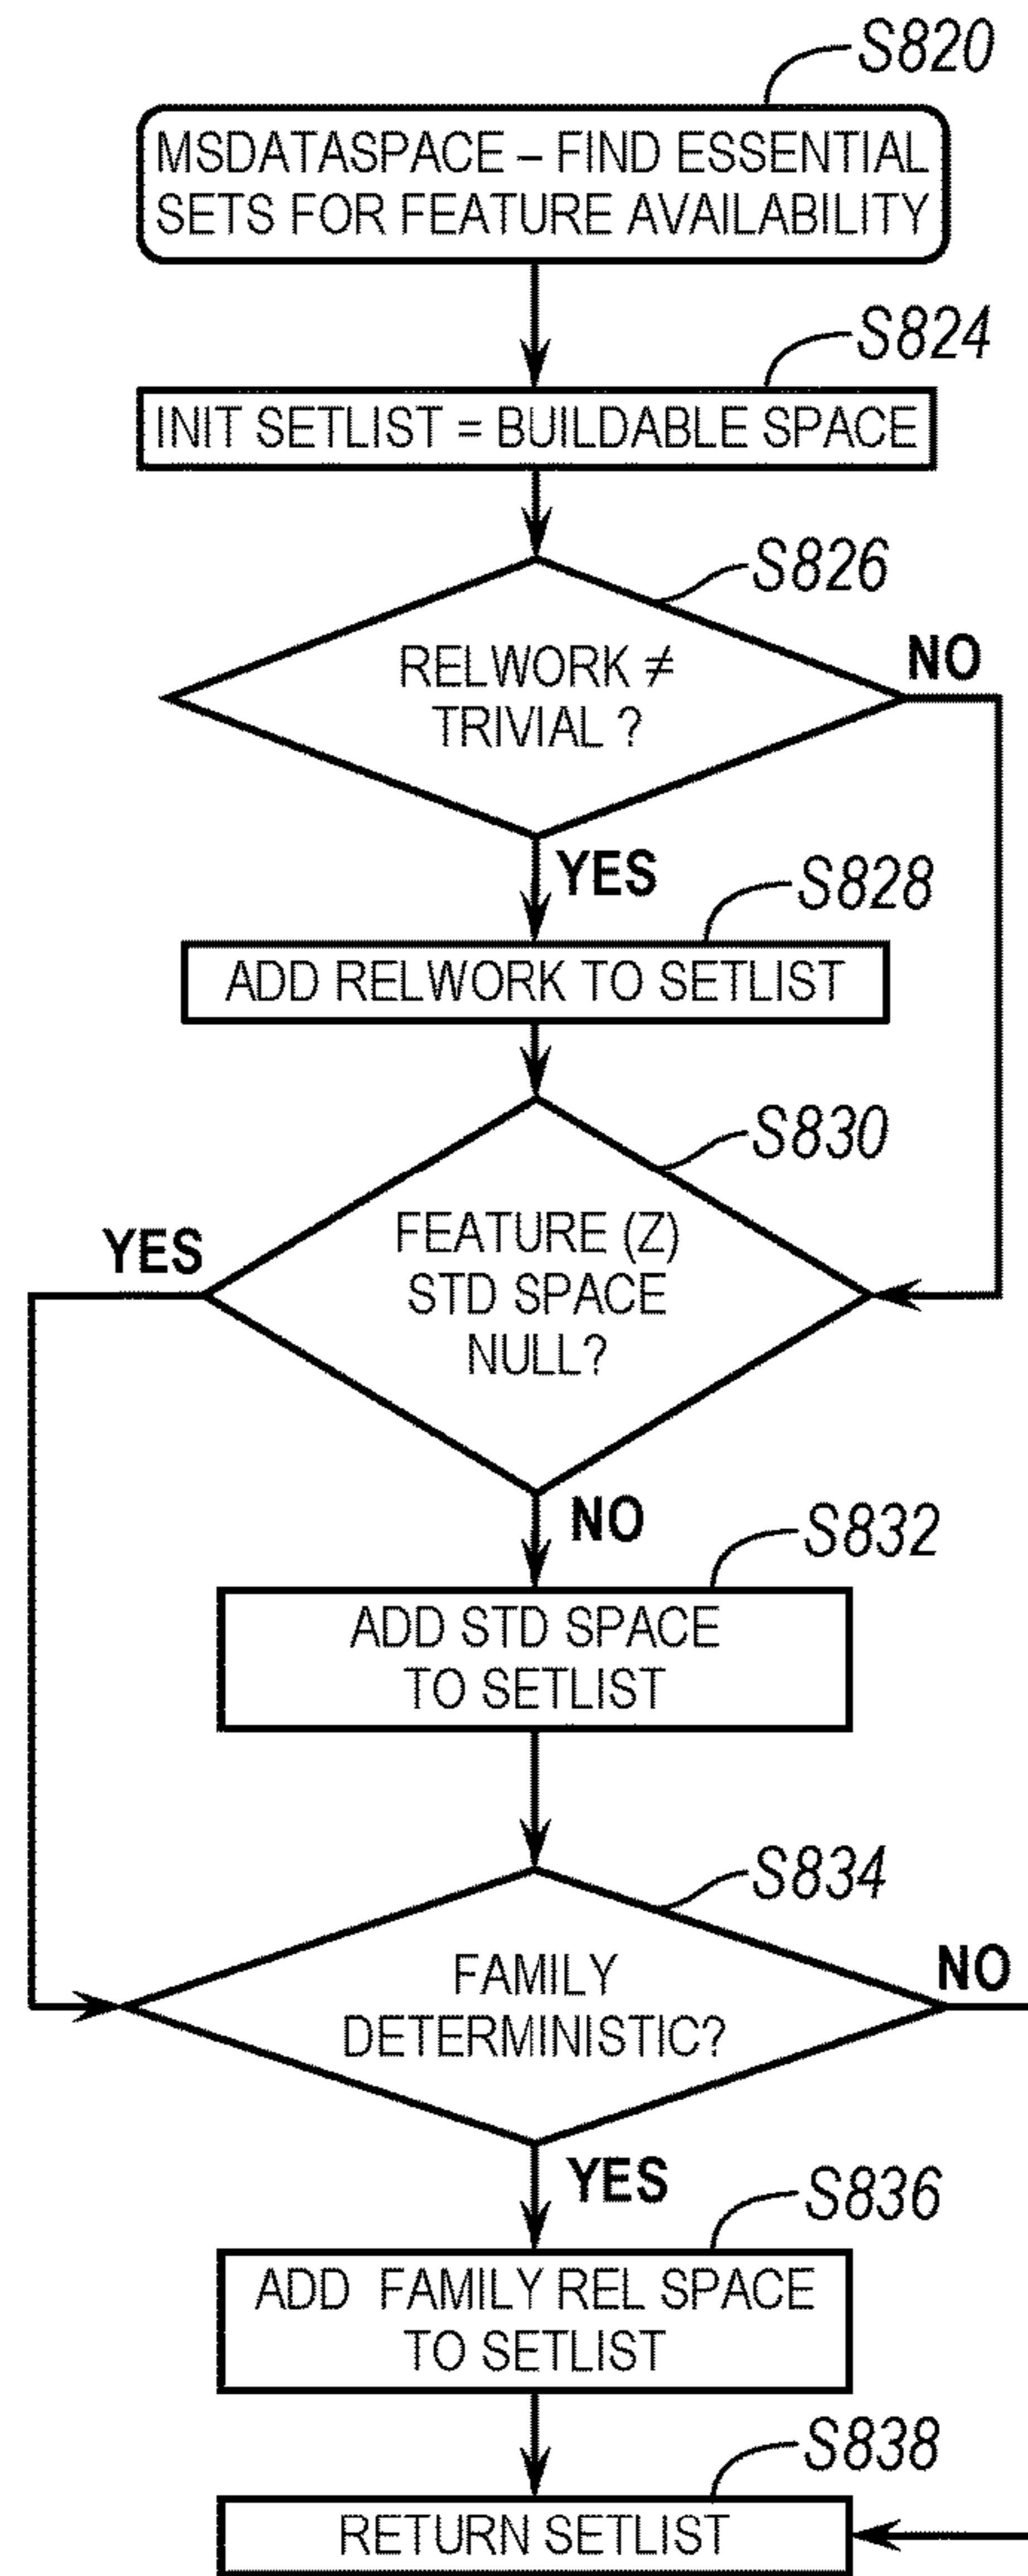 S820
MSDATASPACE – FIND ESSENTIAL
SETS FOR FEATURE AVAILABILITY
S824
INIT SETLIST = BUILDABLE SPACE
S826
RELWORK ≠
TRIVIAL ?
NO
YES
S828
ADD RELWORK TO SETLIST
S830
FEATURE (Z)
STD SPACE
NULL?
YES
NO
S832
ADD STD SPACE
TO SETLIST
S834
FAMILY
DETERMINISTIC?
NO
YES
S836
ADD FAMILY REL SPACE
TO SETLIST
S838
RETURN SETLIST